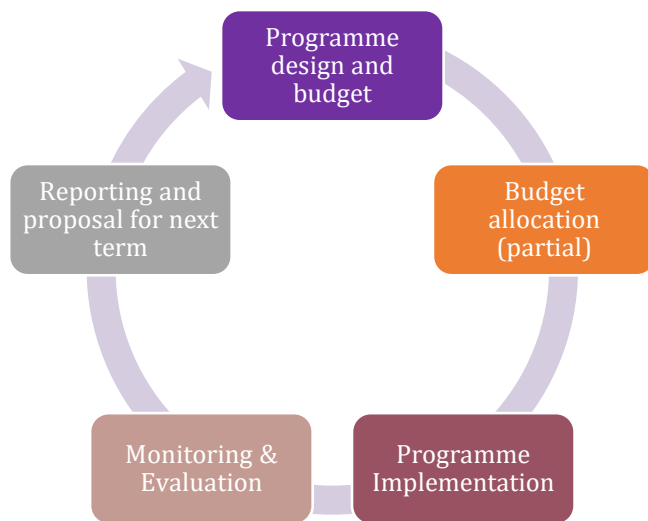 Programme
design and
budget
Budget
allocation
(partial)
Programme
Implementation
Monitoring &
Evaluation
Reporting and
proposal for next
term